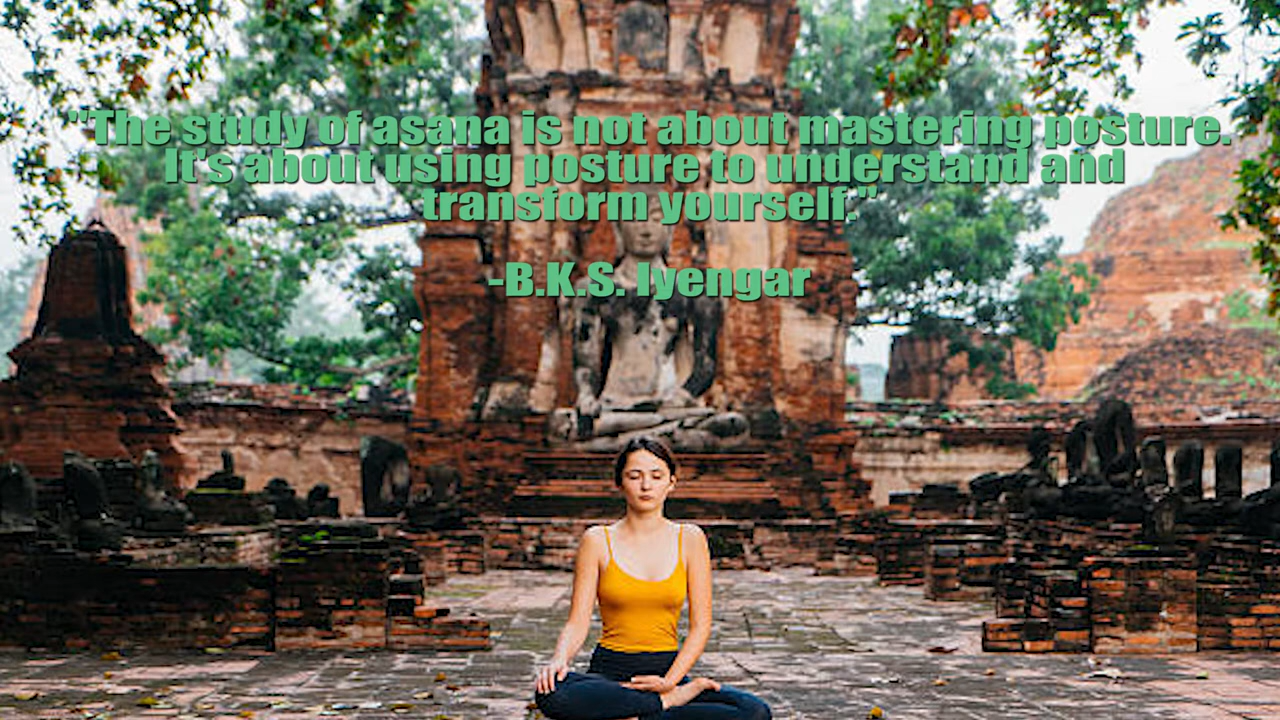 "The study of asana is not about mastering posture.
It's about using posture to understand and
transform yourself."
-B.K.S. Iyengar